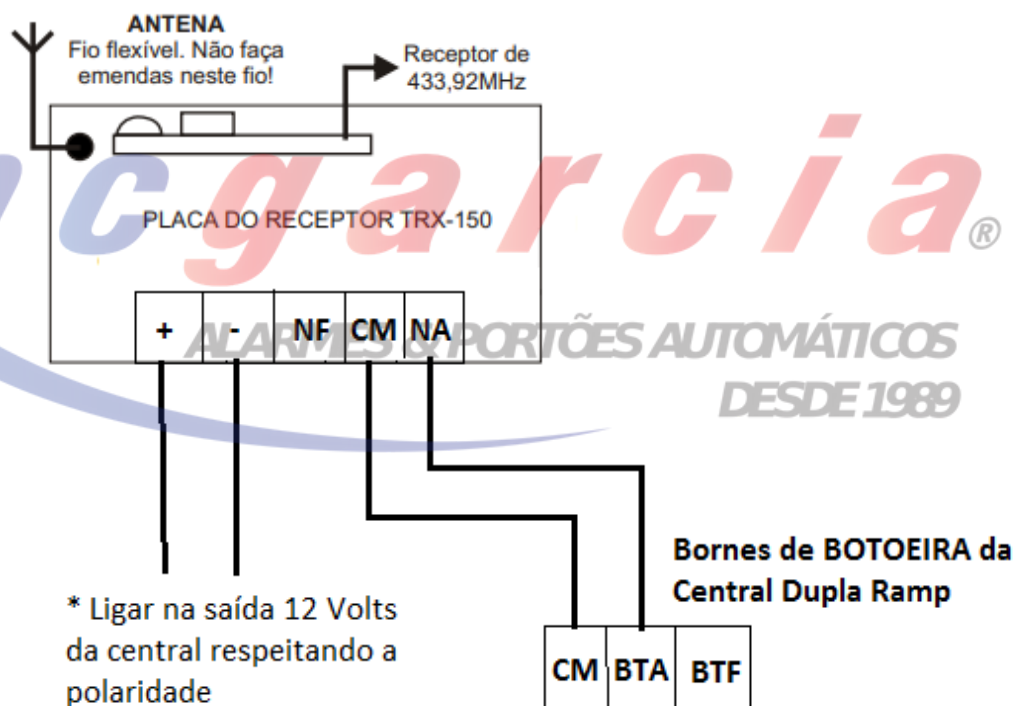 ANTENA
Fio flexível. Não faça
emendas neste fio!
Receptor de
433,92MHz
cgarcia®
PLACA DO RECEPTOR TRX-150
+ - NF CM NA
ALARMES & PORTÕES AUTOMÁTICOS
DESDE 1989
Bornes de BOTOEIRA da
Central Dupla Ramp
* Ligar na saída 12 Volts
da central respeitando a
polaridade
CM BTA BTF